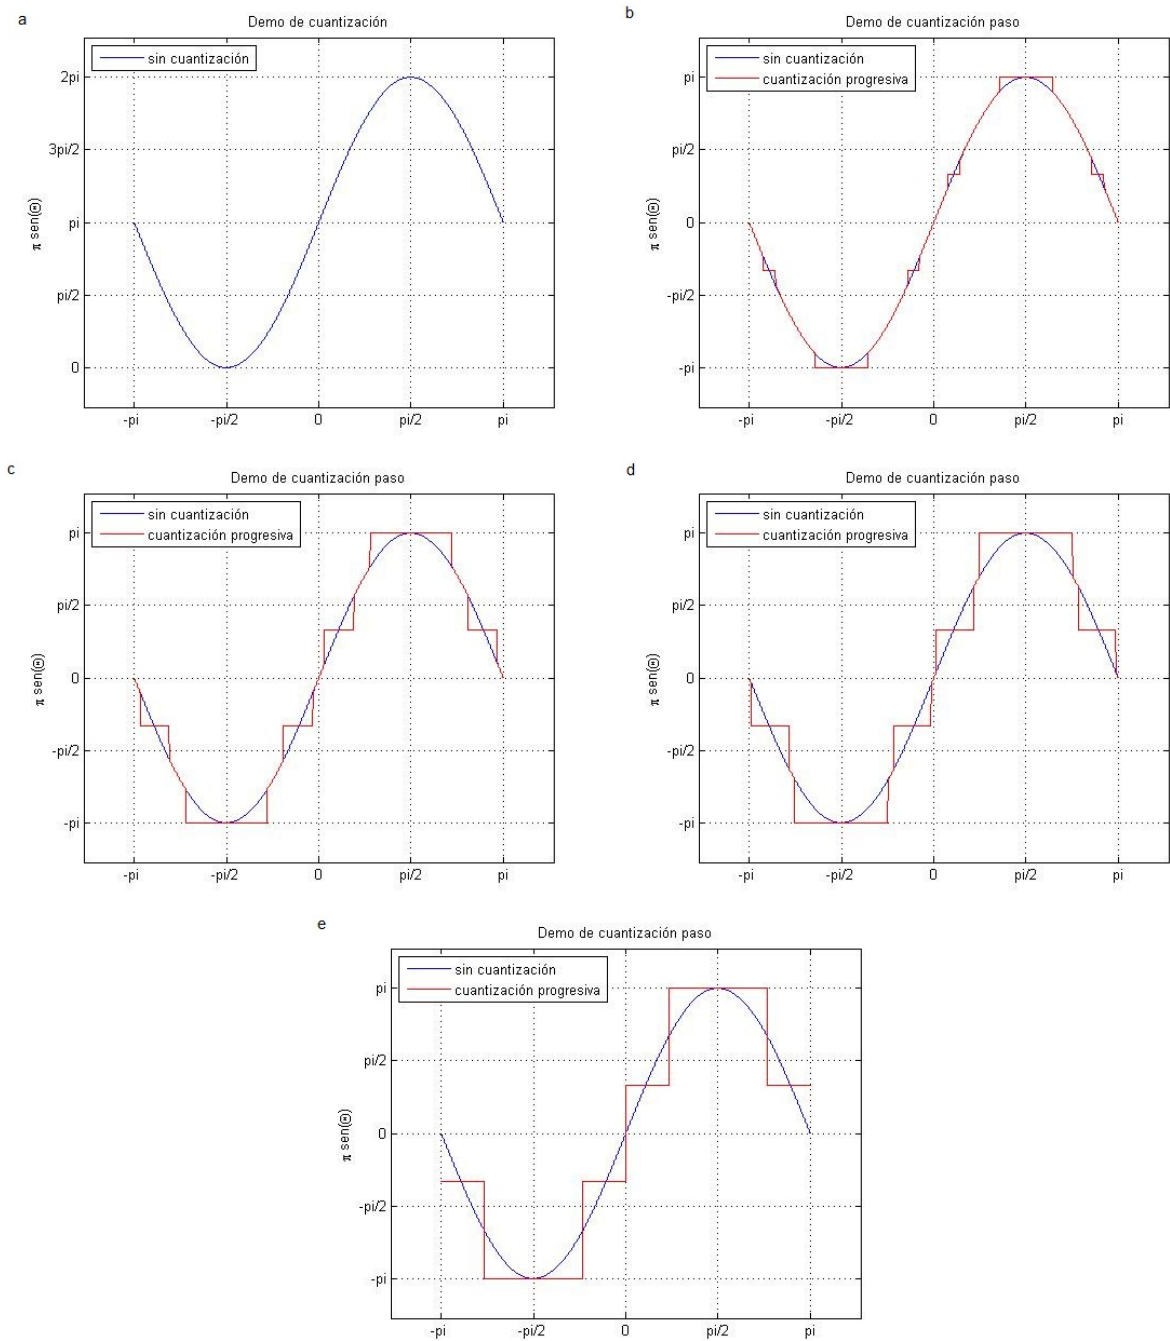 a
Demo de cuantización
sin cuantización
2pi
3pi/2
pi
pi/2
0
π sen(Θ)
-pi
-pi/2
0
pi/2
pi
b
Demo de cuantización paso
sin cuantización
cuantización progresiva
pi
pi/2
0
-pi/2
-pi
π sen(Θ)
-pi
-pi/2
0
pi/2
pi
c
Demo de cuantización paso
sin cuantización
cuantización progresiva
pi
pi/2
0
-pi/2
-pi
π sen(Θ)
-pi
-pi/2
0
pi/2
pi
d
Demo de cuantización paso
sin cuantización
cuantización progresiva
pi
pi/2
0
-pi/2
-pi
π sen(Θ)
-pi
-pi/2
0
pi/2
pi
e
Demo de cuantización paso
sin cuantización
cuantización progresiva
pi
pi/2
0
-pi/2
-pi
π sen(Θ)
-pi
-pi/2
0
pi/2
pi